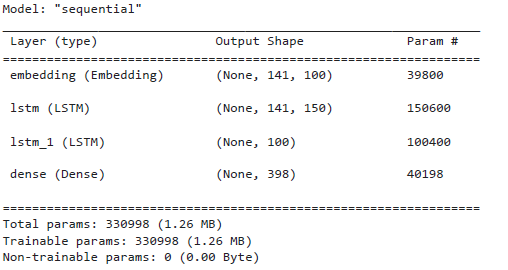 Model: "sequential"
_________________________________________________________________
Layer (type) Output Shape Param #
=================================================================
embedding (Embedding) (None, 141, 100) 39800
lstm (LSTM) (None, 141, 150) 150600
lstm_1 (LSTM) (None, 100) 100400
dense (Dense) (None, 398) 40198
=================================================================
Total params: 330998 (1.26 MB)
Trainable params: 330998 (1.26 MB)
Non-trainable params: 0 (0.00 Byte)